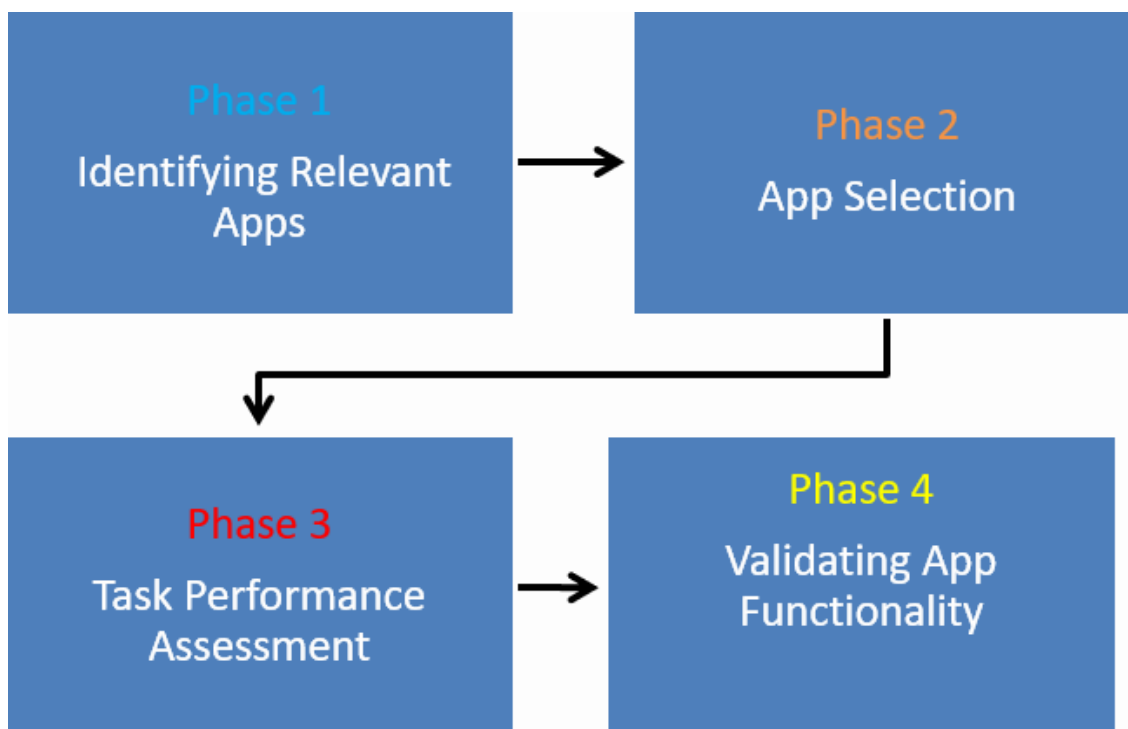 Phase 1
Identifying Relevant
Apps
Phase 2
App Selection
Phase 3
Task Performance
Assessment
Phase 4
Validating App
Functionality